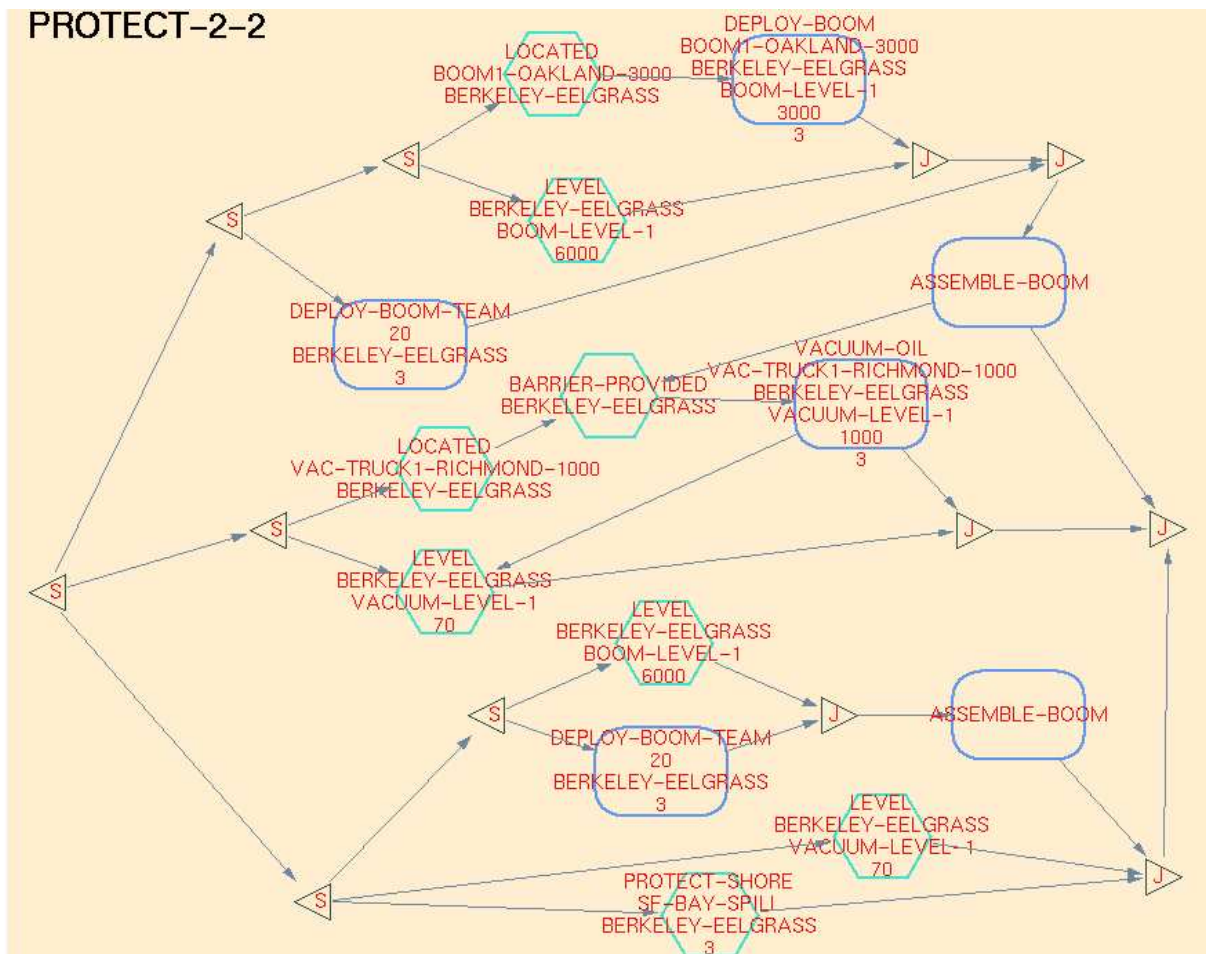 PROTECT-2-2
LOCATED
BOOM1-OAKLAND-3000
BERKELEY-EELGRASS
DEPLOY-BOOM
BOOM1-OAKLAND-3000
BERKELEY-EELGRASS
BOOM-LEVEL-1
3000
3
S
J
J
LEVEL
BERKELEY-EELGRASS
BOOM-LEVEL-1
6000
S
ASSEMBLE-BOOM
DEPLOY-BOOM-TEAM
20
BERKELEY-EELGRASS
3
BARRIER-PROVIDED
BERKELEY-EELGRASS
VACUUM-OIL
VAC-TRUCK1-RICHMOND-1000
BERKELEY-EELGRASS
VACUUM-LEVEL-1
1000
3
LOCATED
VAC-TRUCK1-RICHMOND-1000
BERKELEY-EELGRASS
S
J
J
LEVEL
BERKELEY-EELGRASS
VACUUM-LEVEL-1
70
S
LEVEL
BERKELEY-EELGRASS
BOOM-LEVEL-1
6000
S
J
ASSEMBLE-BOOM
DEPLOY-BOOM-TEAM
20
BERKELEY-EELGRASS
3
LEVEL
BERKELEY-EELGRASS
VACUUM-LEVEL-1
70
J
S
PROTECT-SHORE
SF-BAY-SPILI
BERKELEY-EELGRASS
3